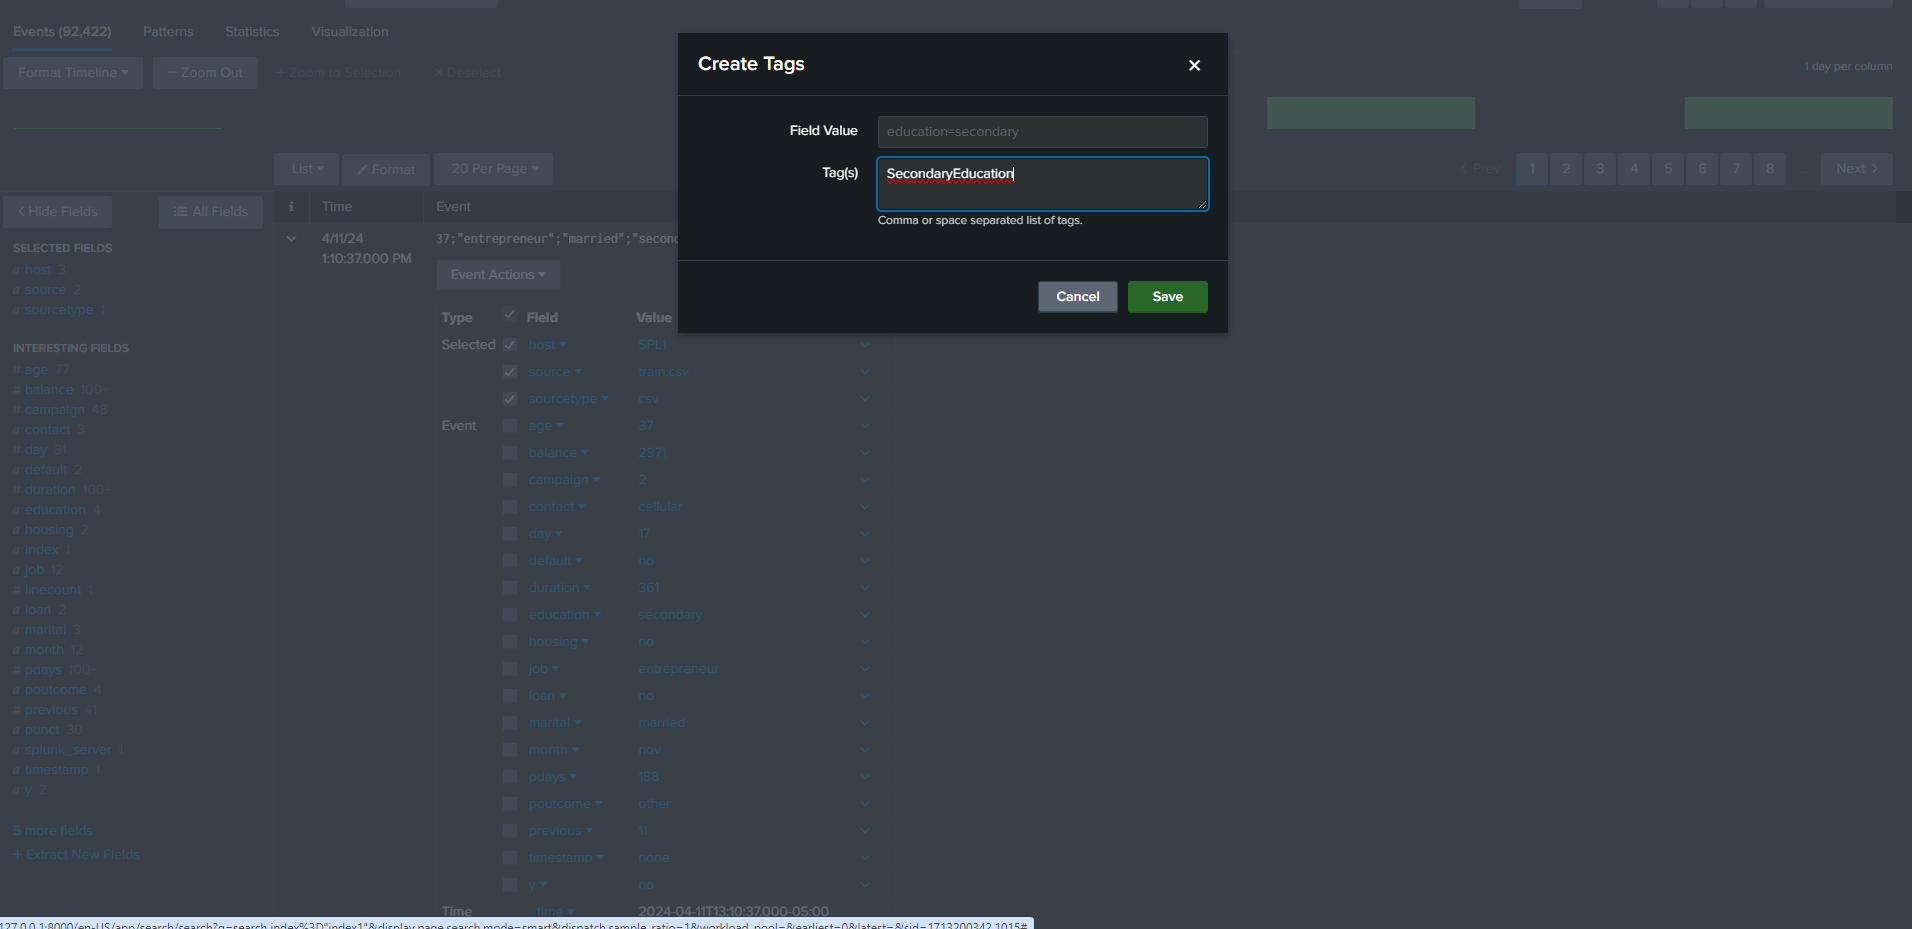 Events (92,422)
Patterns
Statistics
Visualization
Format Timeline
— Zoom Out
+ Zoom to Selection
× Deselect
1 day per column
Create Tags
Field Value
education=secondary
Tag(s)
SecondaryEducation
Comma or space separated list of tags.
Cancel
Save
List
Format
20 Per Page
< Prev
1
2
3
4
5
6
7
8
...
Next >
< Hide Fields
All Fields
i
Time
Event
SELECTED FIELDS
a host 3
a source 2
a sourcetype 1
INTERESTING FIELDS
# age 77
# balance 100+
# campaign 48
a contact 3
# day 31
a default 2
# duration 100+
a education 4
a housing 2
a index 1
a job 12
# linecount 1
a loan 2
a marital 3
a month 12
# pdays 100+
a poutcome 4
# previous 41
a punct 30
a splunk_server 1
a timestamp 1
a y 2
5 more fields
+ Extract New Fields
4/11/24
1:10:37.000 PM
37;"entrepreneur";"married";"second
Event Actions
Type
Field
Value
Selected
host
SPL1
source
train.csv
sourcetype
csv
Event
age
37
balance
2971
campaign
2
contact
cellular
day
17
default
no
duration
361
education
secondary
housing
no
job
entrepreneur
loan
no
marital
married
month
nov
pdays
188
poutcome
other
previous
11
timestamp
none
y
no
Time
_time
2024-04-11T13:10:37.000-05:00
127.0.0.1:8000/en-US/app/search/search?q=search index%3D"index1"&display.page.search.mode=smart&dispatch.sample_ratio=1&workload_pool=&earliest=0&latest=&sid=1713200342.1015#